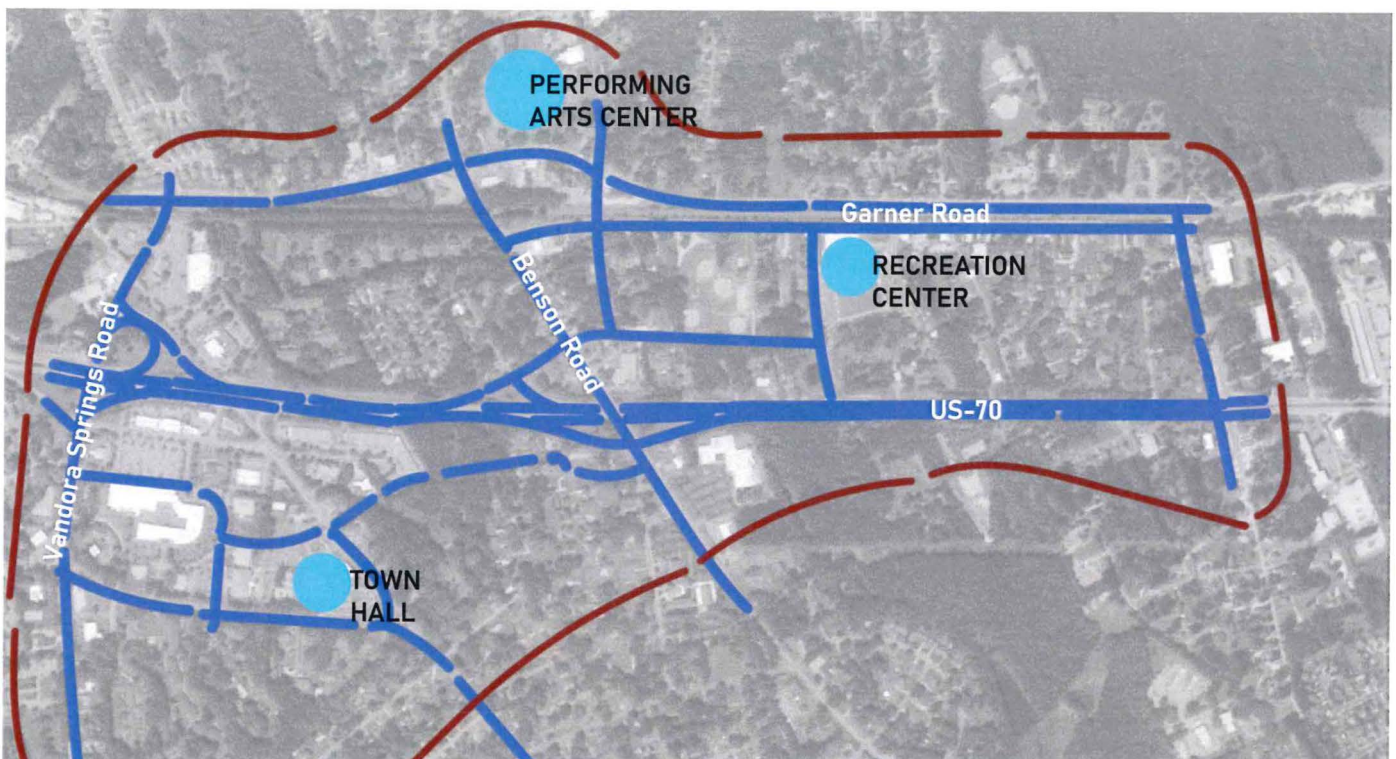 PERFORMING
ARTS CENTER
Garner Road
RECREATION
CENTER
Benson Road
Vandora Springs Road
US-70
TOWN
HALL